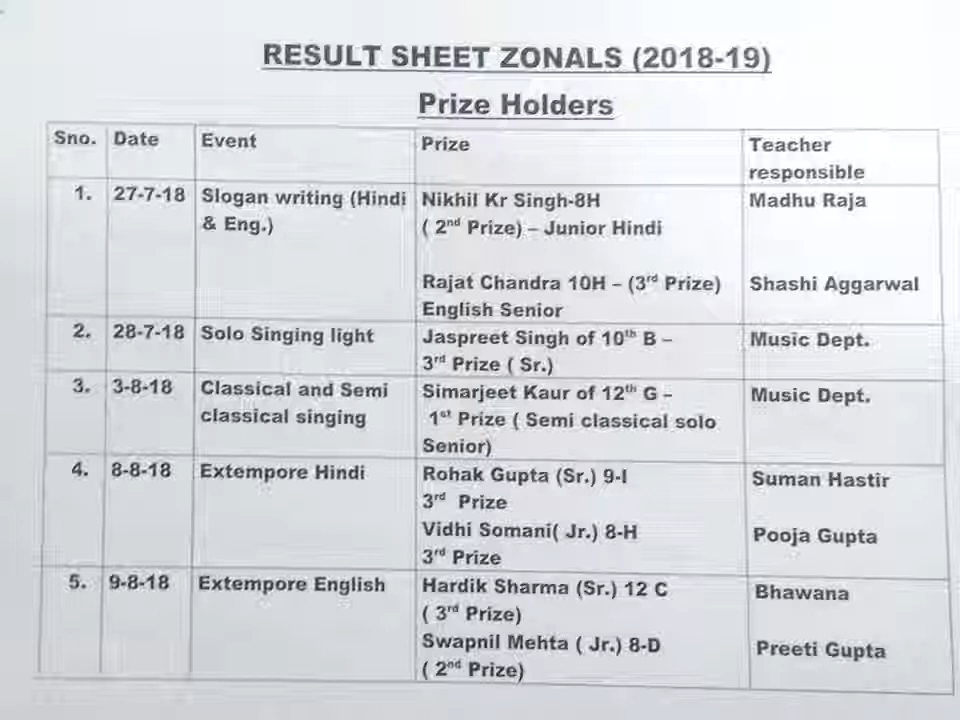 RESULT SHEET ZONALS (2018-19)
Prize Holders
Sno. Date Event Prize Teacher
responsible
1. 27-7-18 Slogan writing (Hindi Nikhil Kr Singh-8H Madhu Raja
& Eng.) ( 2nd Prize) – Junior Hindi
Rajat Chandra 10H – (3rd Prize) Shashi Aggarwal
English Senior
2. 28-7-18 Solo Singing light Jaspreet Singh of 10th B – Music Dept.
3rd Prize ( Sr.)
3. 3-8-18 Classical and Semi Simarjeet Kaur of 12th G – Music Dept.
classical singing 1st Prize ( Semi classical solo
Senior)
4. 8-8-18 Extempore Hindi Rohak Gupta (Sr.) 9-I Suman Hastir
3rd Prize
Vidhi Somani( Jr.) 8-H Pooja Gupta
3rd Prize
5. 9-8-18 Extempore English Hardik Sharma (Sr.) 12 C Bhawana
( 3rd Prize)
Swapnil Mehta ( Jr.) 8-D Preeti Gupta
( 2nd Prize)